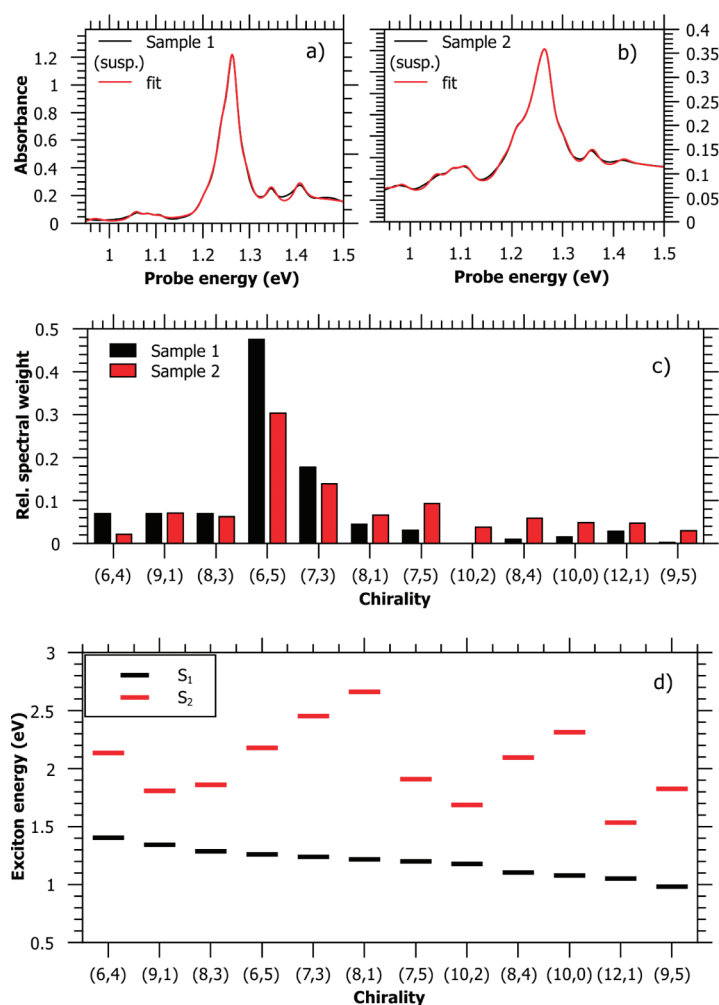 Sample 1
(susp.)
fit
a)
Absorbance
0
0.2
0.4
0.6
0.8
1
1.2
1 1.1 1.2 1.3 1.4 1.5
Probe energy (eV)
Sample 2
(susp.)
fit
b)
0.4
0.35
0.3
0.25
0.2
0.15
0.1
0.05
0
1 1.1 1.2 1.3 1.4 1.5
Probe energy (eV)
Sample 1
Sample 2
c)
Rel. spectral weight
0.5
0.4
0.3
0.2
0.1
0
(6,4) (9,1) (8,3) (6,5) (7,3) (8,1) (7,5) (10,2) (8,4) (10,0) (12,1) (9,5)
Chirality
S₁
S₂
d)
Exciton energy (eV)
3
2.5
2
1.5
1
0.5
(6,4) (9,1) (8,3) (6,5) (7,3) (8,1) (7,5) (10,2) (8,4) (10,0) (12,1) (9,5)
Chirality